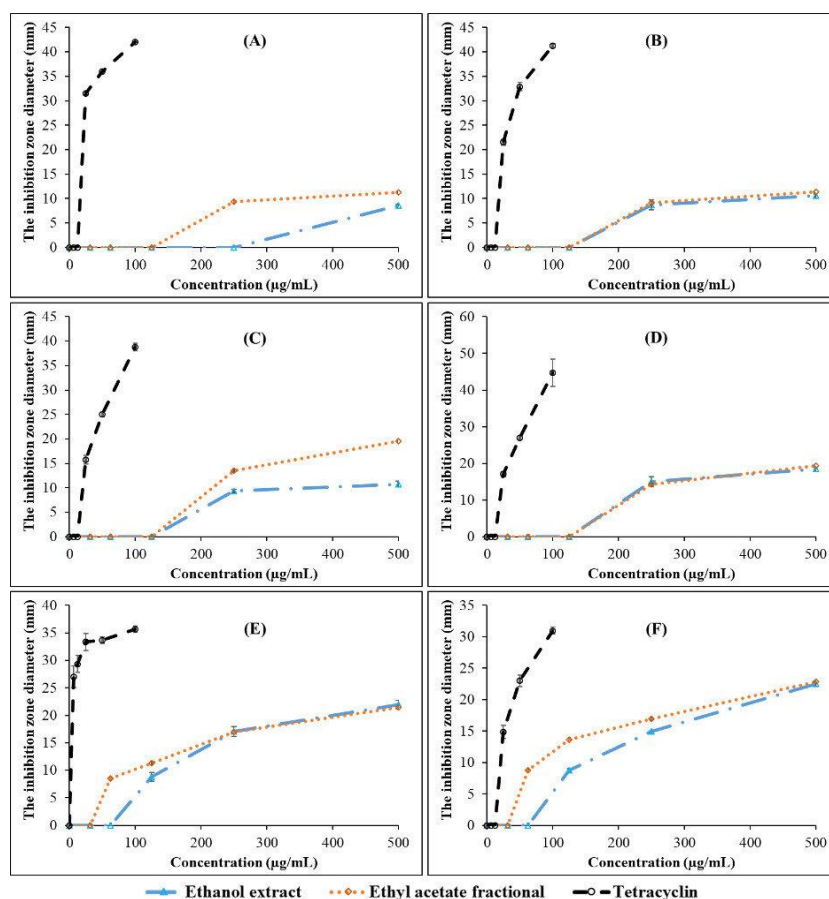 (A)
The inhibition zone diameter (mm)
45
40
35
30
25
20
15
10
5
0
0 100 200 300 400 500
Concentration (µg/mL)
(B)
The inhibition zone diameter (mm)
45
40
35
30
25
20
15
10
5
0
0 100 200 300 400 500
Concentration (µg/mL)
(C)
The inhibition zone diameter (mm)
45
40
35
30
25
20
15
10
5
0
0 100 200 300 400 500
Concentration (µg/mL)
(D)
The inhibition zone diameter (mm)
60
50
40
30
20
10
0
0 100 200 300 400 500
Concentration (µg/mL)
(E)
The inhibition zone diameter (mm)
40
35
30
25
20
15
10
5
0
0 100 200 300 400 500
Concentration (µg/mL)
(F)
The inhibition zone diameter (mm)
35
30
25
20
15
10
5
0
0 100 200 300 400 500
Concentration (µg/mL)
Ethanol extract Ethyl acetate fractional Tetracyclin